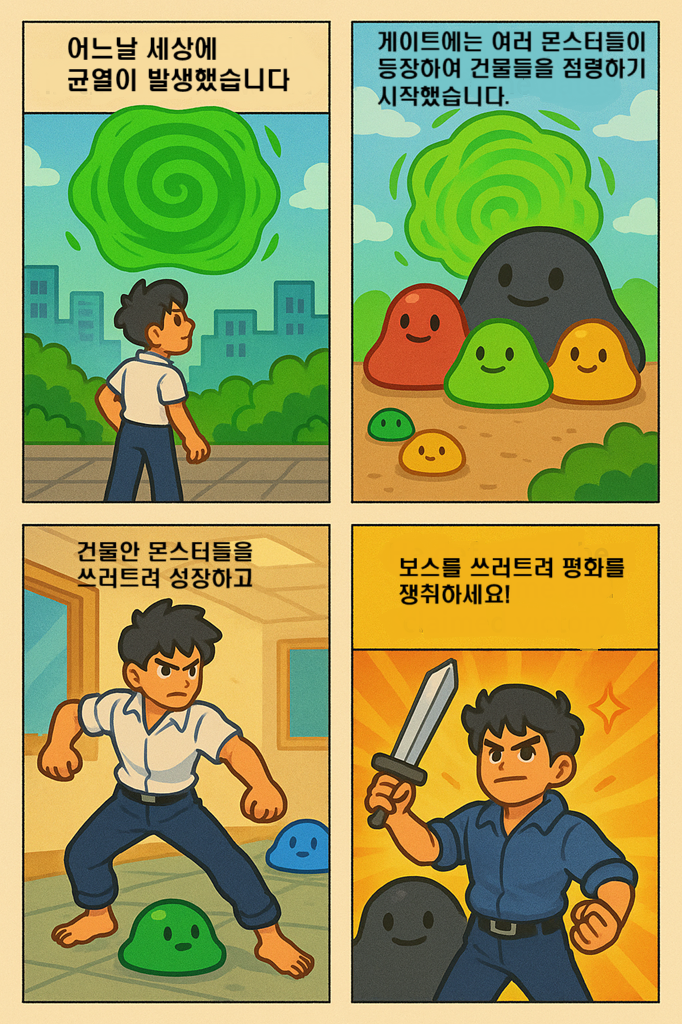 어느날 세상에
균열이 발생했습니다
게이트에는 여러 몬스터들이
등장하여 건물들을 점령하기
시작했습니다.
건물안 몬스터들을
쓰러트려 성장하고
보스를 쓰러트려 평화를
쟁취하세요!